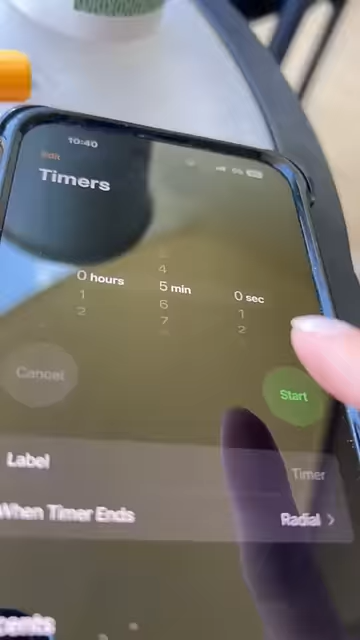 10:40
Edit
Timers
4
0 hours 5 min 0 sec
1 6 1
2 7 2
Cancel Start
Label Timer
When Timer Ends Radial >
cents